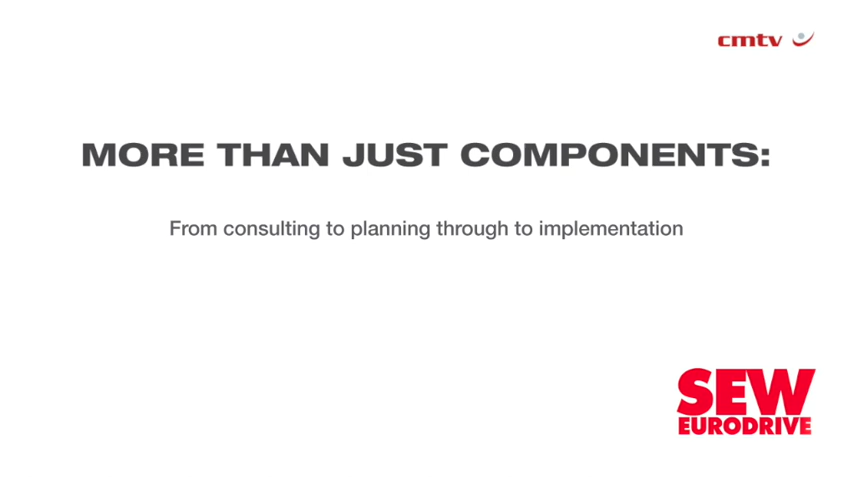 cmtv
MORE THAN JUST COMPONENTS:
From consulting to planning through to implementation
SEW
EURODRIVE